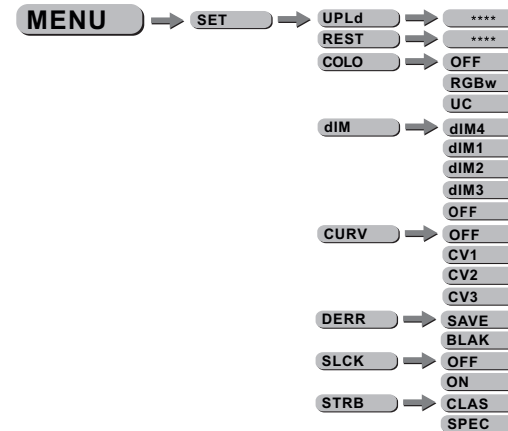 MENU SET UPLd ****
REST ****
COLO OFF
RGBw
UC
dIM dIM4
dIM1
dIM2
dIM3
OFF
CURV OFF
CV1
CV2
CV3
DERR SAVE
BLAK
SLCK OFF
ON
STRB CLAS
SPEC